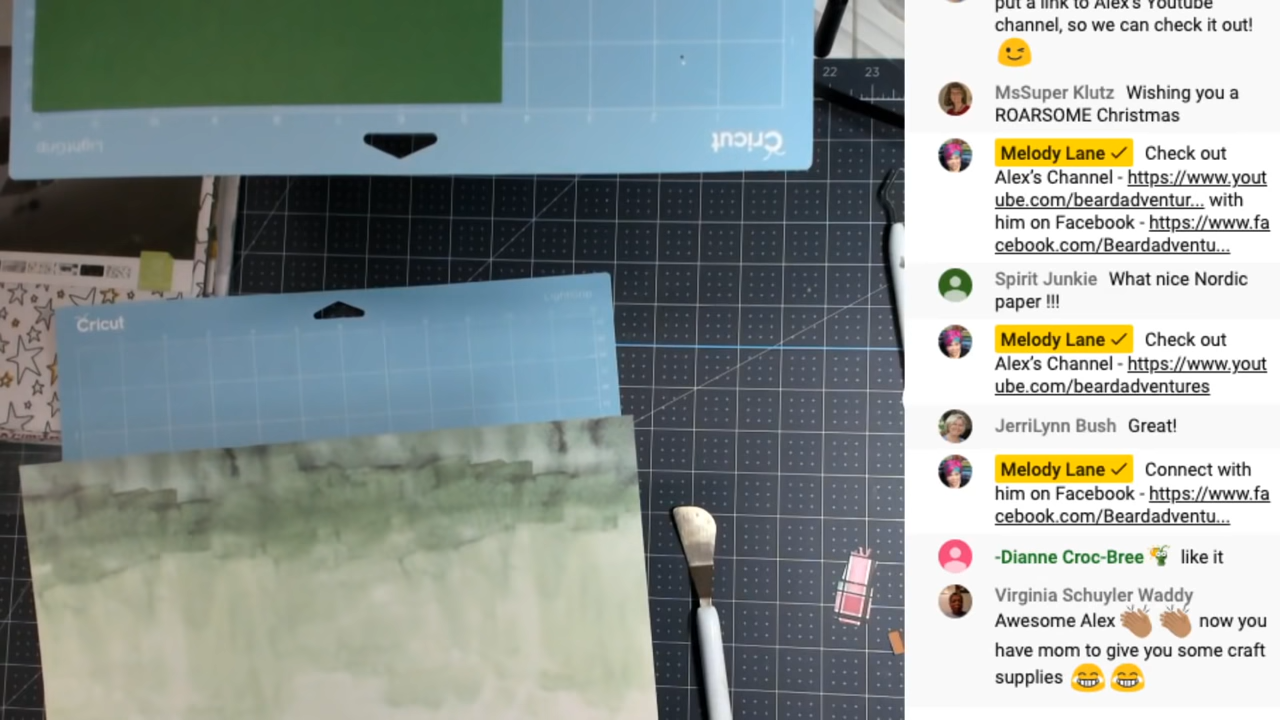 22 23
LightGrip
Cricut
Cricut
LightGrip
put a link to Alex's Youtube
channel, so we can check it out!
MsSuper Klutz Wishing you a
ROARSOME Christmas
Melody Lane Check out
Alex’s Channel - https://www.yout
ube.com/beardadventur... with
him on Facebook - https://www.fa
cebook.com/Beardadventu...
Spirit Junkie What nice Nordic
paper !!!
Melody Lane Check out
Alex’s Channel - https://www.yout
ube.com/beardadventures
JerriLynn Bush Great!
Melody Lane Connect with
him on Facebook - https://www.fa
cebook.com/Beardadventu...
-Dianne Croc-Bree like it
Virginia Schuyler Waddy
Awesome Alex 👏🏽 👏🏽 now you
have mom to give you some craft
supplies 😂 😂